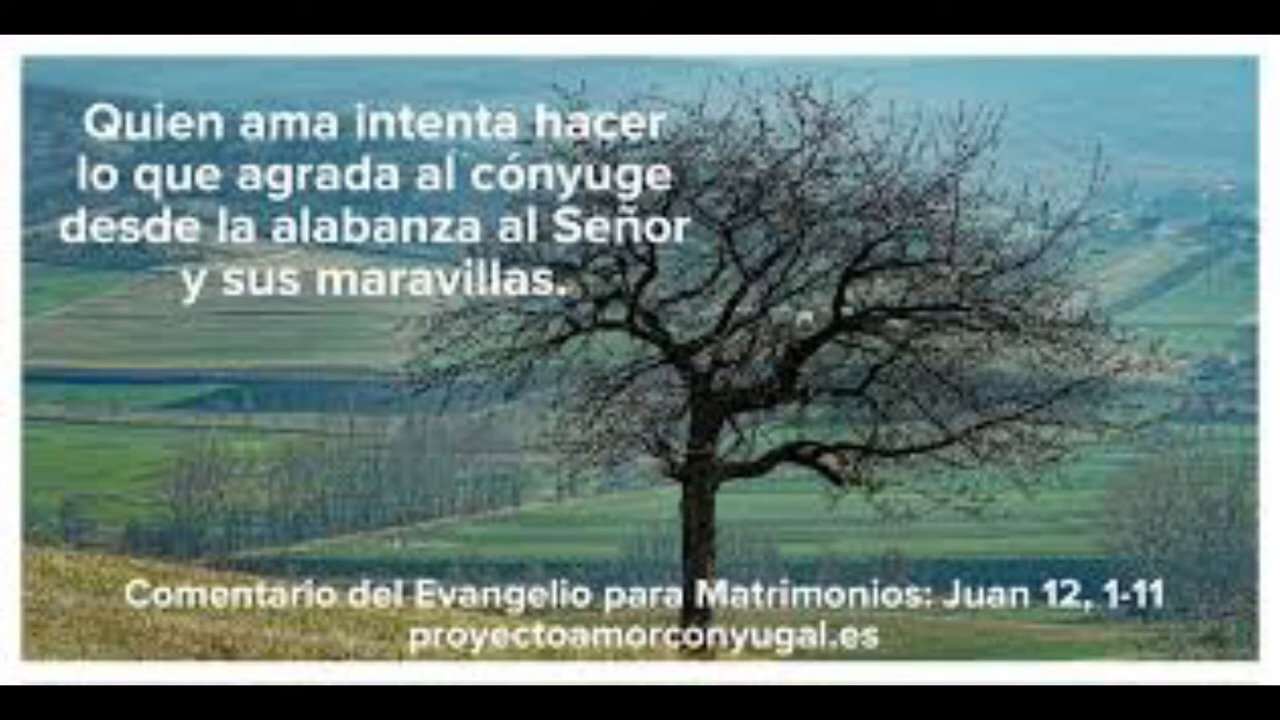 Quien ama intenta hacer
lo que agrada al cónyuge
desde la alabanza al Señor
y sus maravillas.
Comentario del Evangelio para Matrimonios: Juan 12, 1-11
proyectoamorconyugal.es